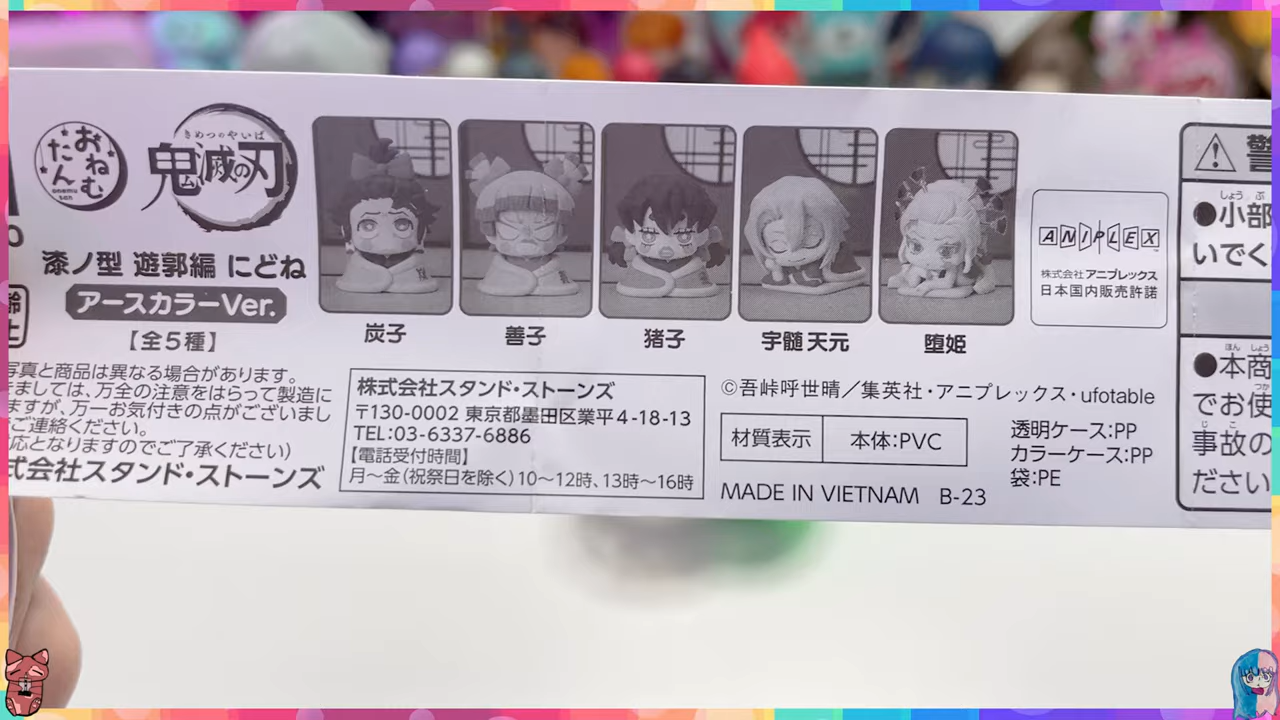 おねむたん
onemutan
きめつのやいば
鬼滅の刃
漆ノ型 遊郭編 にどね
アースカラーVer.
【全5種】
炭子
善子
猪子
宇髄 天元
堕姫
ANIPLEX
株式会社 アニプレックス
日本国内販売許諾
写真と商品は異なる場合があります。
ましては、万全の注意をはらって製造に
ますが、万一お気付きの点がございまし
ご連絡ください。
応となりますのでご了承ください)
式会社スタンド・ストーンズ
株式会社スタンド・ストーンズ
〒130-0002 東京都墨田区業平4-18-13
TEL:03-6337-6886
【電話受付時間】
月〜金(祝祭日を除く)10〜12時、13時〜16時
©吾峠呼世晴/集英社・アニプレックス・ufotable
材質表示 本体:PVC
透明ケース:PP
カラーケース:PP
袋:PE
MADE IN VIETNAM B-23
警
しょう ぶ
●小部
いでく
ほん しょう
●本商
つか
でお使
じ こ
事故の
ださい